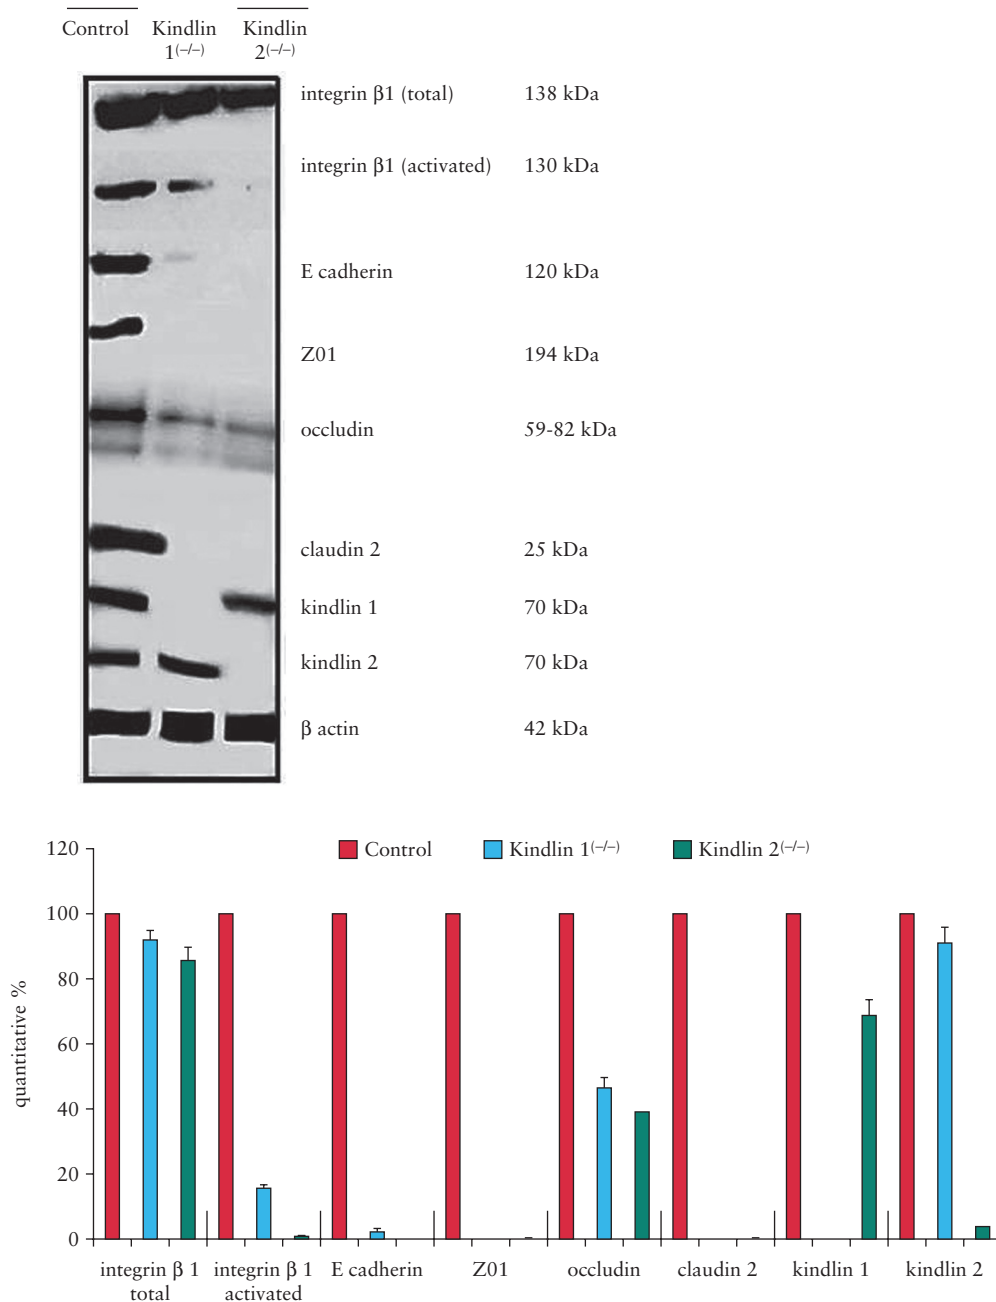 Control Kindlin 1(–/–) Kindlin 2(–/–)
integrin β1 (total) 138 kDa
integrin β1 (activated) 130 kDa
E cadherin 120 kDa
Z01 194 kDa
occludin 59-82 kDa
claudin 2 25 kDa
kindlin 1 70 kDa
kindlin 2 70 kDa
β actin 42 kDa
Control Kindlin 1(–/–) Kindlin 2(–/–)
120
100
80
60
40
20
0
quantitative %
integrin β 1 total integrin β 1 activated E cadherin Z01 occludin claudin 2 kindlin 1 kindlin 2